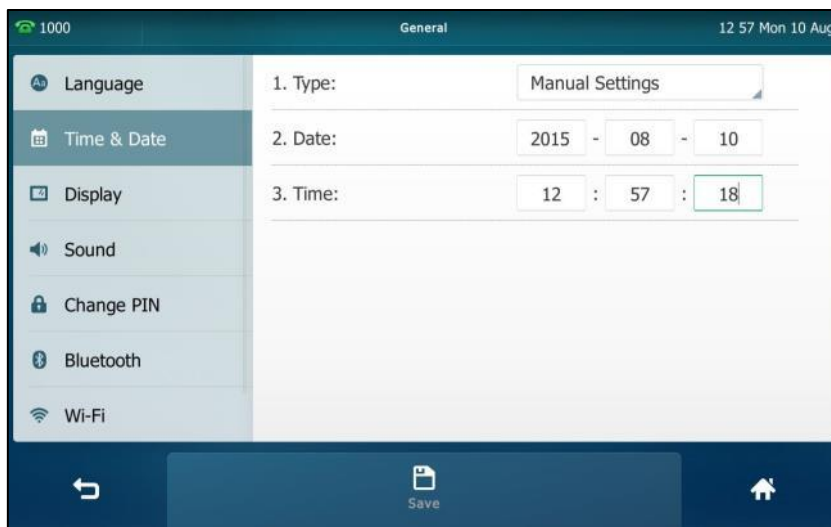 1000 General 12 57 Mon 10 Aug
Language
Time & Date
Display
Sound
Change PIN
Bluetooth
Wi-Fi
1. Type: Manual Settings
2. Date: 2015 - 08 - 10
3. Time: 12 : 57 : 18
Save